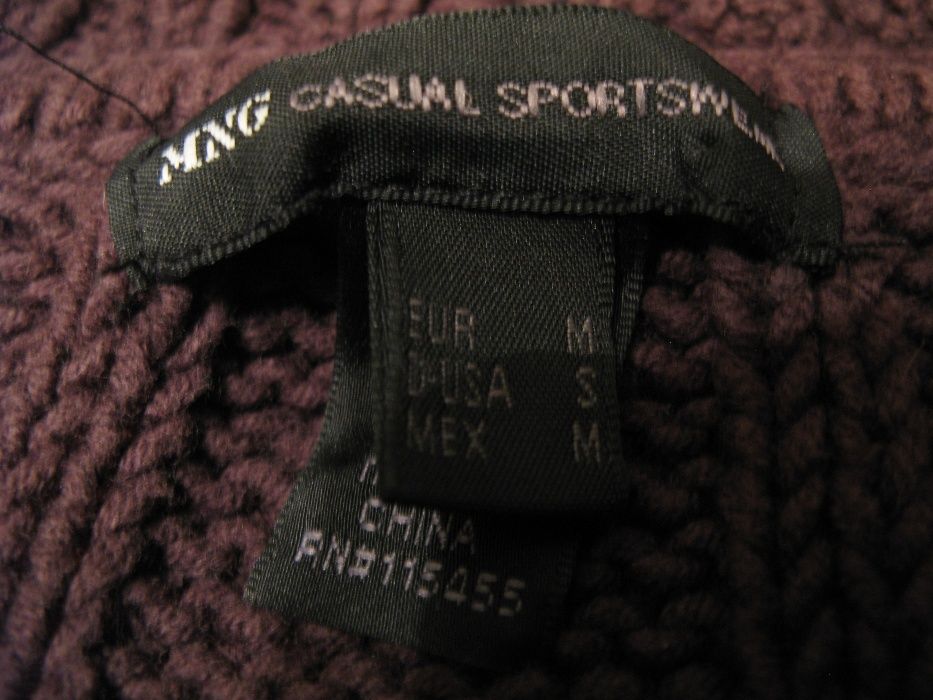 MNG CASUAL SPORTSWEAR
EUR M
D-USA S
MEX M
CHINA
RN#115455